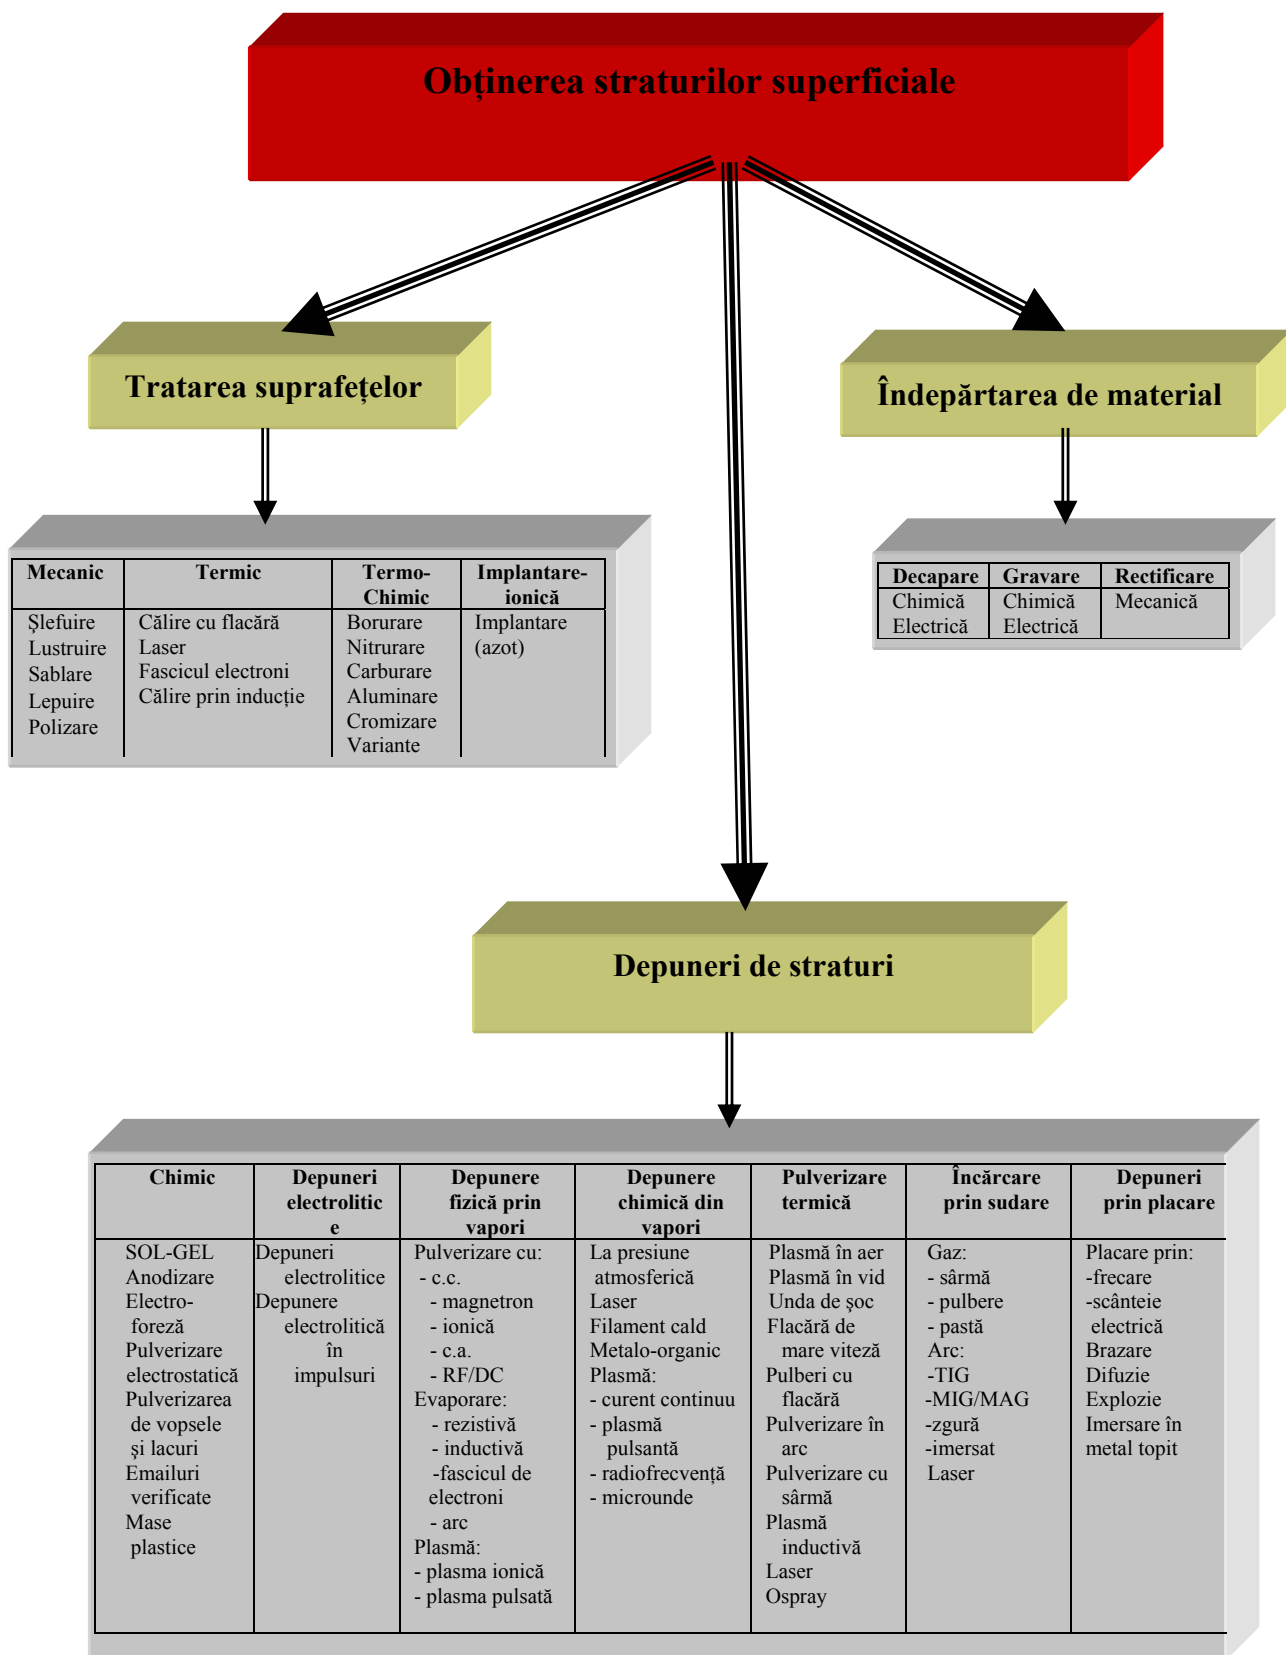 Obținerea straturilor superficiale
Tratarea suprafețelor
Îndepărtarea de material
Mecanic
Șlefuire
Lustruire
Sablare
Lepuire
Polizare
Termic
Călire cu flacără
Laser
Fascicul electroni
Călire prin inducție
Termo-
Chimic
Borurare
Nitrurare
Carburare
Aluminare
Cromizare
Variante
Implantare-
ionică
Implantare
(azot)
Decapare
Chimică
Electrică
Gravare
Chimică
Electrică
Rectificare
Mecanică
Depuneri de straturi
Chimic
SOL-GEL
Anodizare
Electro-
foreză
Pulverizare
electrostatică
Pulverizarea
de vopsele
și lacuri
Emailuri
verificate
Mase
plastice
Depuneri
electrolitic
e
Depuneri
electrolitice
Depunere
electrolitică
în
impulsuri
Depunere
fizică prin
vapori
Pulverizare cu:
- c.c.
- magnetron
- ionică
- c.a.
- RF/DC
Evaporare:
- rezistivă
- inductivă
-fascicul de
electroni
- arc
Plasmă:
- plasma ionică
- plasma pulsată
Depunere
chimică din
vapori
La presiune
atmosferică
Laser
Filament cald
Metalo-organic
Plasmă:
- curent continuu
- plasmă
pulsantă
- radiofrecvență
- microunde
Pulverizare
termică
Plasmă în aer
Plasmă în vid
Unda de șoc
Flacără de
mare viteză
Pulberi cu
flacără
Pulverizare în
arc
Pulverizare cu
sârmă
Plasmă
inductivă
Laser
Ospray
Încărcare
prin sudare
Gaz:
- sârmă
- pulbere
- pastă
Arc:
-TIG
-MIG/MAG
-zgură
-imersat
Laser
Depuneri
prin placare
Placare prin:
-frecare
-scânteie
electrică
Brazare
Difuzie
Explozie
Imersare în
metal topit